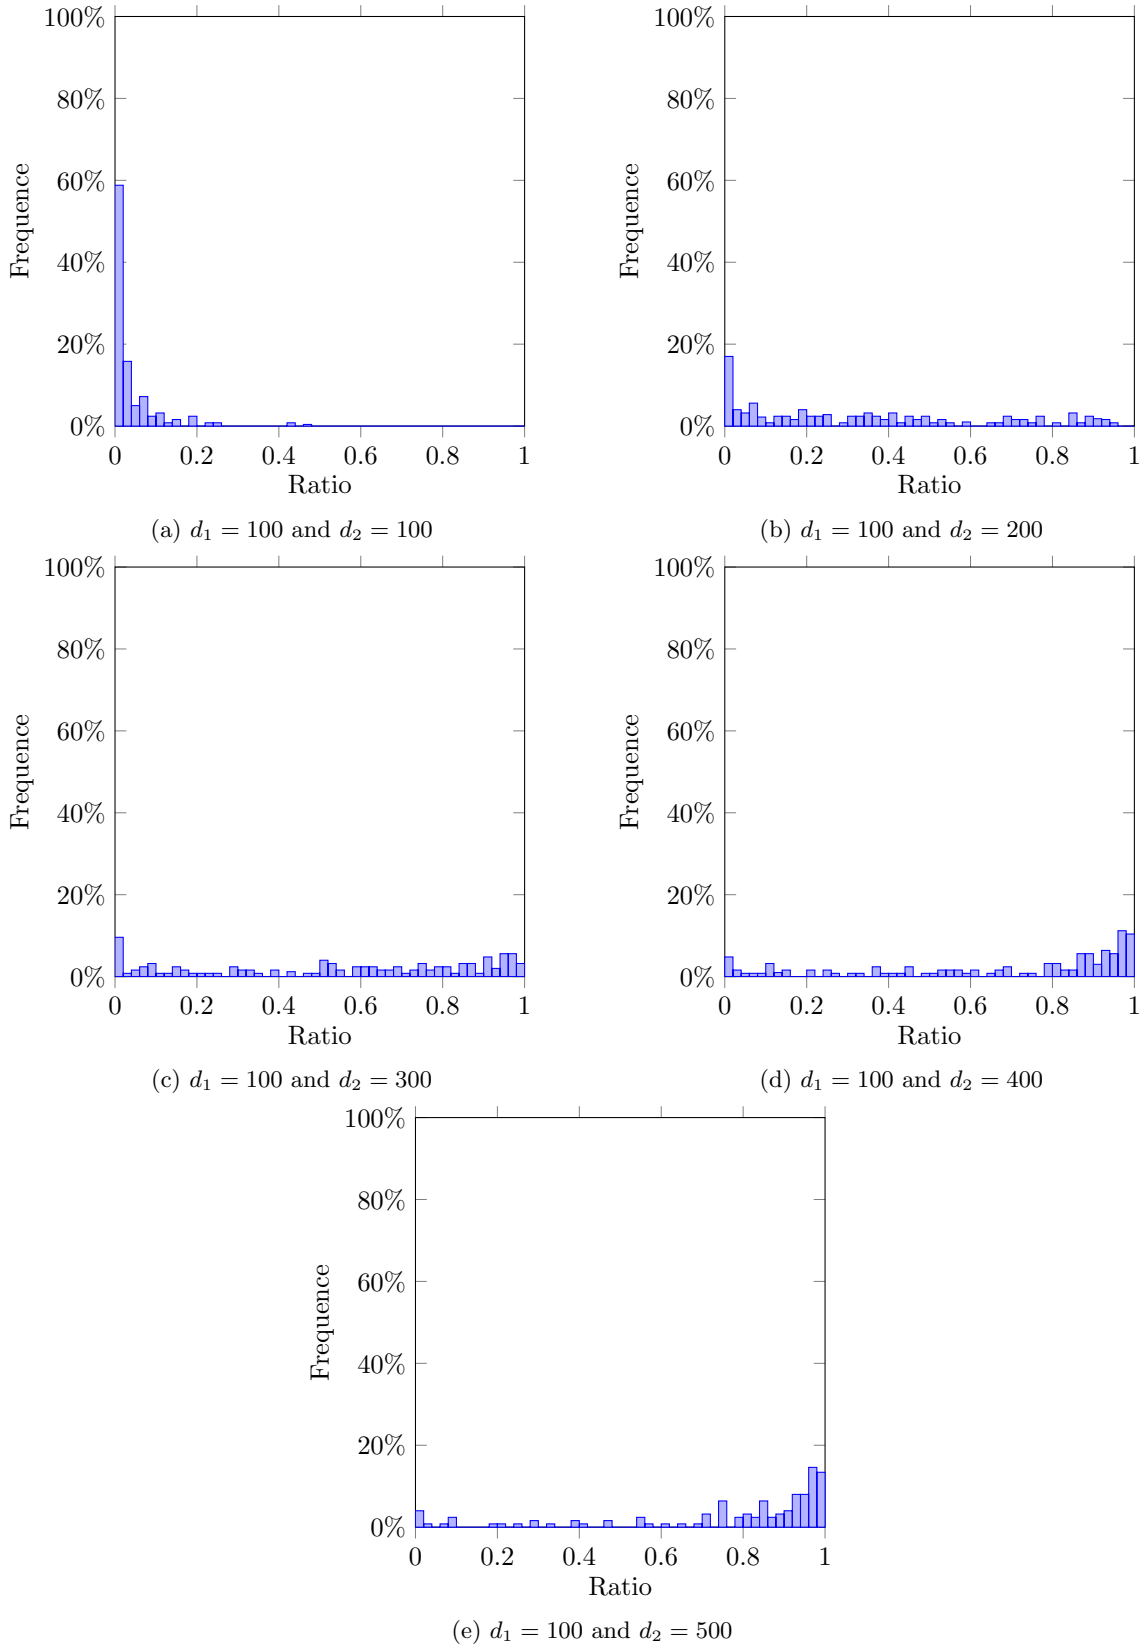 100%
80%
60%
40%
20%
0%
Frequence
0 0.2 0.4 0.6 0.8 1
Ratio
(a) d₁ = 100 and d₂ = 100
100%
80%
60%
40%
20%
0%
Frequence
0 0.2 0.4 0.6 0.8 1
Ratio
(b) d₁ = 100 and d₂ = 200
100%
80%
60%
40%
20%
0%
Frequence
0 0.2 0.4 0.6 0.8 1
Ratio
(c) d₁ = 100 and d₂ = 300
100%
80%
60%
40%
20%
0%
Frequence
0 0.2 0.4 0.6 0.8 1
Ratio
(d) d₁ = 100 and d₂ = 400
100%
80%
60%
40%
20%
0%
Frequence
0 0.2 0.4 0.6 0.8 1
Ratio
(e) d₁ = 100 and d₂ = 500